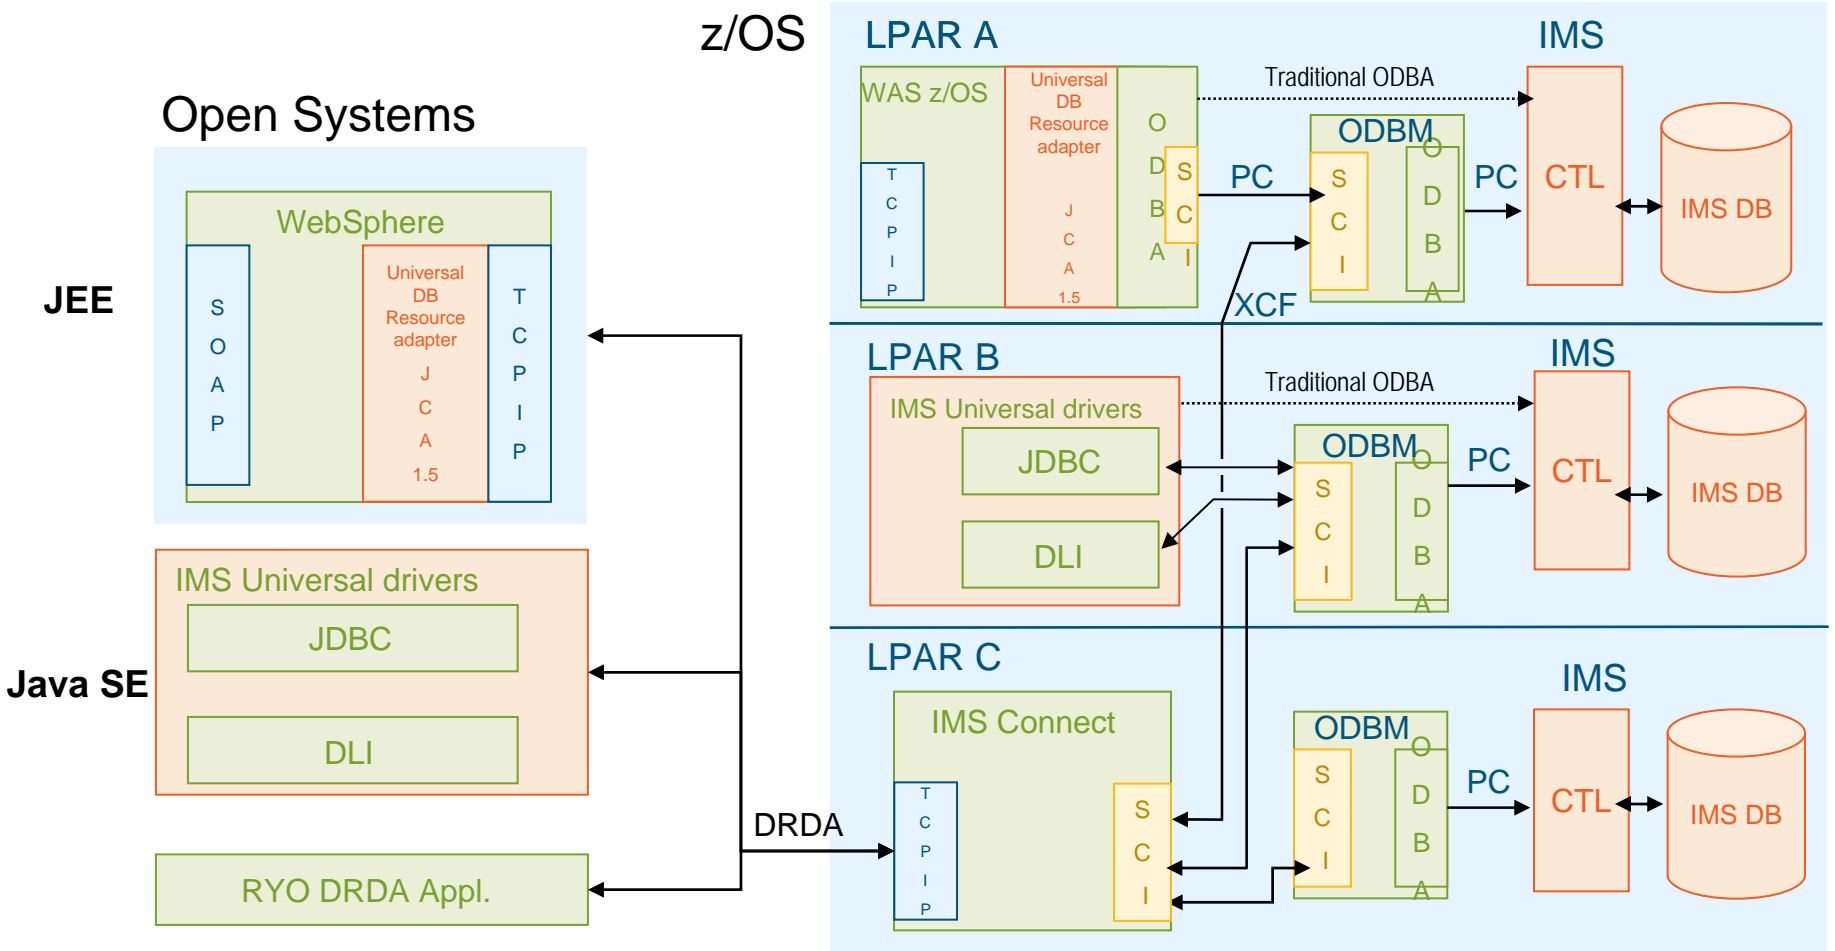 z/OS
Open Systems
JEE
WebSphere
S
O
A
P
Universal
DB
Resource
adapter
J
C
A
1.5
T
C
P
I
P
Java SE
IMS Universal drivers
JDBC
DLI
RYO DRDA Appl.
DRDA
LPAR A
IMS
WAS z/OS
T
C
P
I
P
Universal
DB
Resource
adapter
J
C
A
1.5
O
D
B
A
S
C
I
Traditional ODBA
PC
XCF
ODBM
S
C
I
O
D
B
A
PC
CTL
IMS DB
LPAR B
IMS
IMS Universal drivers
JDBC
DLI
Traditional ODBA
ODBM
S
C
I
O
D
B
A
PC
CTL
IMS DB
LPAR C
IMS
IMS Connect
T
C
P
I
P
S
C
I
ODBM
S
C
I
O
D
B
A
PC
CTL
IMS DB